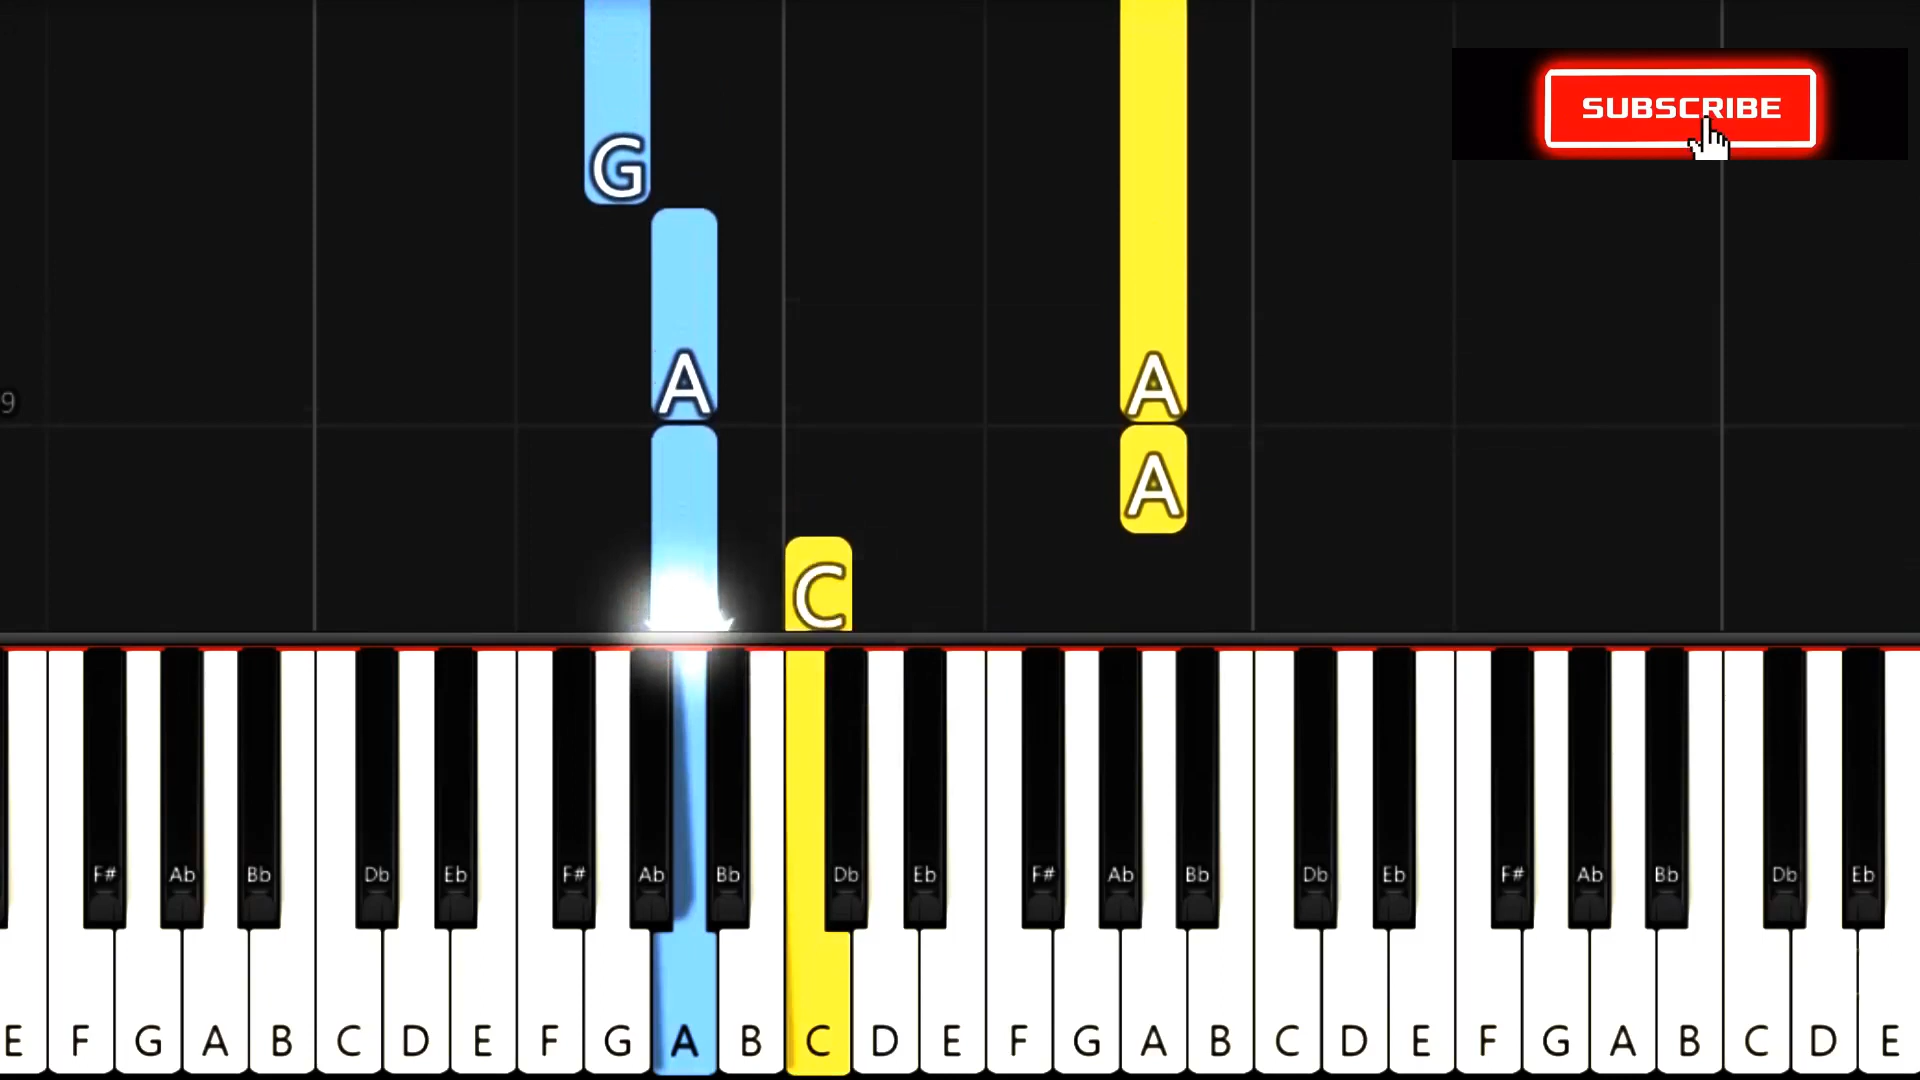 SUBSCRIBE
G
A A
9
A
C
F# Ab Bb Db Eb F# Ab Bb Db Eb F# Ab Bb Db Eb F# Ab Bb Db Eb
E F G A B C D E F G A B C D E F G A B C D E F G A B C D E